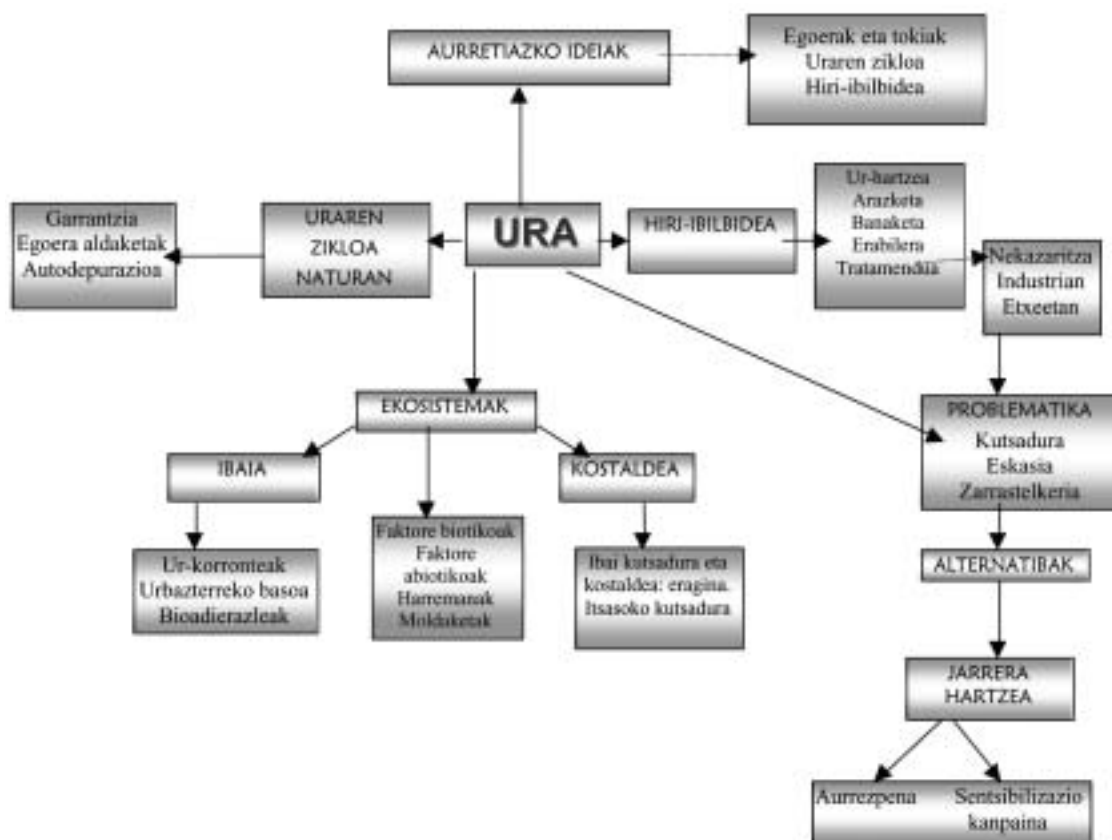 AURRETIAZKO IDEIAK
Egoerak eta tokiak
Uraren zikloa
Hiri-ibilbidea
Garrantzia
Egoera aldaketak
Autodepurazioa
URAREN
ZIKLOA
NATURAN
URA
HIRI-IBILBIDEA
Ur-hartzea
Arazketa
Banaketa
Erabilera
Tratamendua
Nekazaritza
Industrian
Etxeetan
EKOSISTEMAK
IBAIA
KOSTALDEA
PROBLEMATIKA
Kutsadura
Eskasia
Zarrastelkeria
Ur-korronteak
Urbazterreko basoa
Bioadierazleak
Faktore biotikoak
Faktore
abiotikoak
Harremanak
Moldaketak
Ibai kutsadura eta
kostaldea: eragina.
Itsasoko kutsadura
ALTERNATIBAK
JARRERA
HARTZEA
Aurrezpena
Sentsibilizazio
kanpaina